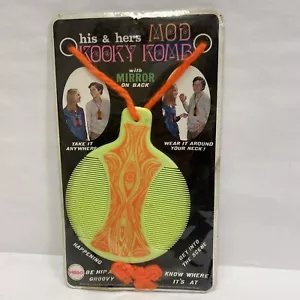 his & hers MOD
KOOKY KOMB
with
MIRROR
ON BACK
TAKE IT
ANYWHERE
WEAR IT AROUND
YOUR NECK!
HAPPENING
GET INTO
THE SCENE
BE HIP
GROOVY
KNOW WHERE
IT'S AT